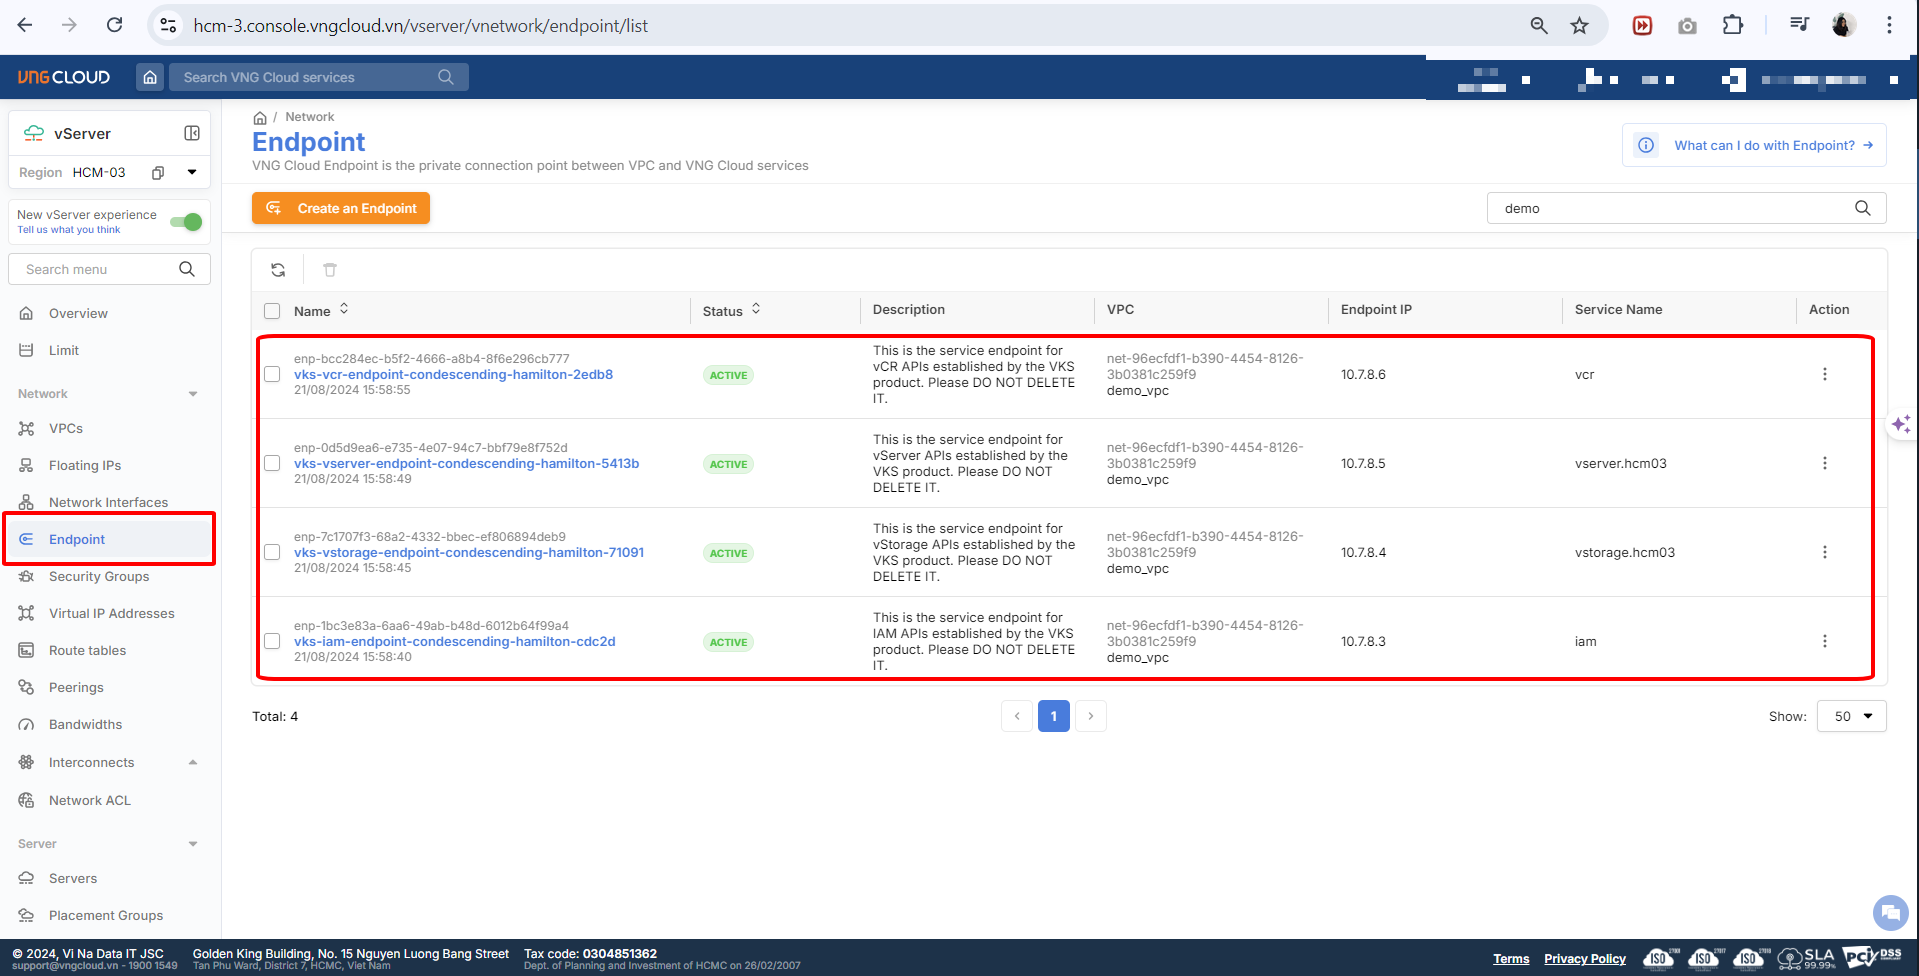 hcm-3.console.vngcloud.vn/vserver/vnetwork/endpoint/list
VNG CLOUD
Search VNG Cloud services
vServer
Region HCM-03
New vServer experience
Tell us what you think
Search menu
Overview
Limit
Network
VPCs
Floating IPs
Network Interfaces
Endpoint
Security Groups
Virtual IP Addresses
Route tables
Peerings
Bandwidths
Interconnects
Network ACL
Server
Servers
Placement Groups
/ Network
Endpoint
VNG Cloud Endpoint is the private connection point between VPC and VNG Cloud services
What can I do with Endpoint?
Create an Endpoint
demo
Name Status Description VPC Endpoint IP Service Name Action
enp-bcc284ec-b5f2-4666-a8b4-8f6e296cb777
vks-vcr-endpoint-condescending-hamilton-2edb8
21/08/2024 15:58:55
ACTIVE
This is the service endpoint for
vCR APIs established by the VKS
product. Please DO NOT DELETE
IT.
net-96ecfdf1-b390-4454-8126-
3b0381c259f9
demo_vpc
10.7.8.6
vcr
enp-0d5d9ea6-e735-4e07-94c7-bbf79e8f752d
vks-vserver-endpoint-condescending-hamilton-5413b
21/08/2024 15:58:49
ACTIVE
This is the service endpoint for
vServer APIs established by the
VKS product. Please DO NOT
DELETE IT.
net-96ecfdf1-b390-4454-8126-
3b0381c259f9
demo_vpc
10.7.8.5
vserver.hcm03
enp-7c1707f3-68a2-4332-bbec-ef806894deb9
vks-vstorage-endpoint-condescending-hamilton-71091
21/08/2024 15:58:45
ACTIVE
This is the service endpoint for
vStorage APIs established by the
VKS product. Please DO NOT
DELETE IT.
net-96ecfdf1-b390-4454-8126-
3b0381c259f9
demo_vpc
10.7.8.4
vstorage.hcm03
enp-1bc3e83a-6aa6-49ab-b48d-6012b64f99a4
vks-iam-endpoint-condescending-hamilton-cdc2d
21/08/2024 15:58:40
ACTIVE
This is the service endpoint for
IAM APIs established by the VKS
product. Please DO NOT DELETE
IT.
net-96ecfdf1-b390-4454-8126-
3b0381c259f9
demo_vpc
10.7.8.3
iam
Total: 4
1
Show: 50
© 2024, Vi Na Data IT JSC
support@vngcloud.vn - 1900 1549
Golden King Building, No. 15 Nguyen Luong Bang Street
Tan Phu Ward, District 7, HCMC, Viet Nam
Tax code: 0304851362
Dept. of Planning and Investment of HCMC on 26/02/2007
Terms
Privacy Policy
ISO
ISO
ISO
SLA
99.99%
PCI DSS